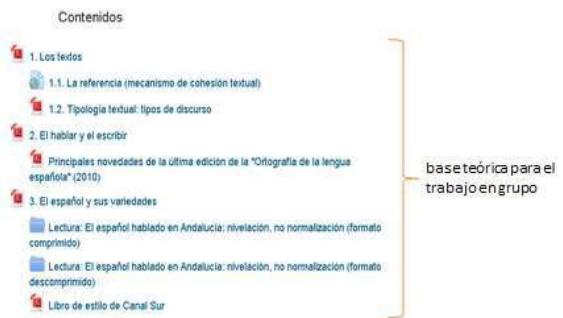 Contenidos
1. Los textos
1.1. La referencia (mecanismo de cohesión textual)
1.2. Tipología textual: tipos de discurso
2. El hablar y el escribir
Principales novedades de la última edición de la "Ortografía de la lengua
española" (2010)
3. El español y sus variedades
Lectura: El español hablado en Andalucía: nivelación, no normalización (formato
comprimido)
Lectura: El español hablado en Andalucía: nivelación, no normalización (formato
descomprimido)
Libro de estilo de Canal Sur
base teórica para el
trabajo en grupo